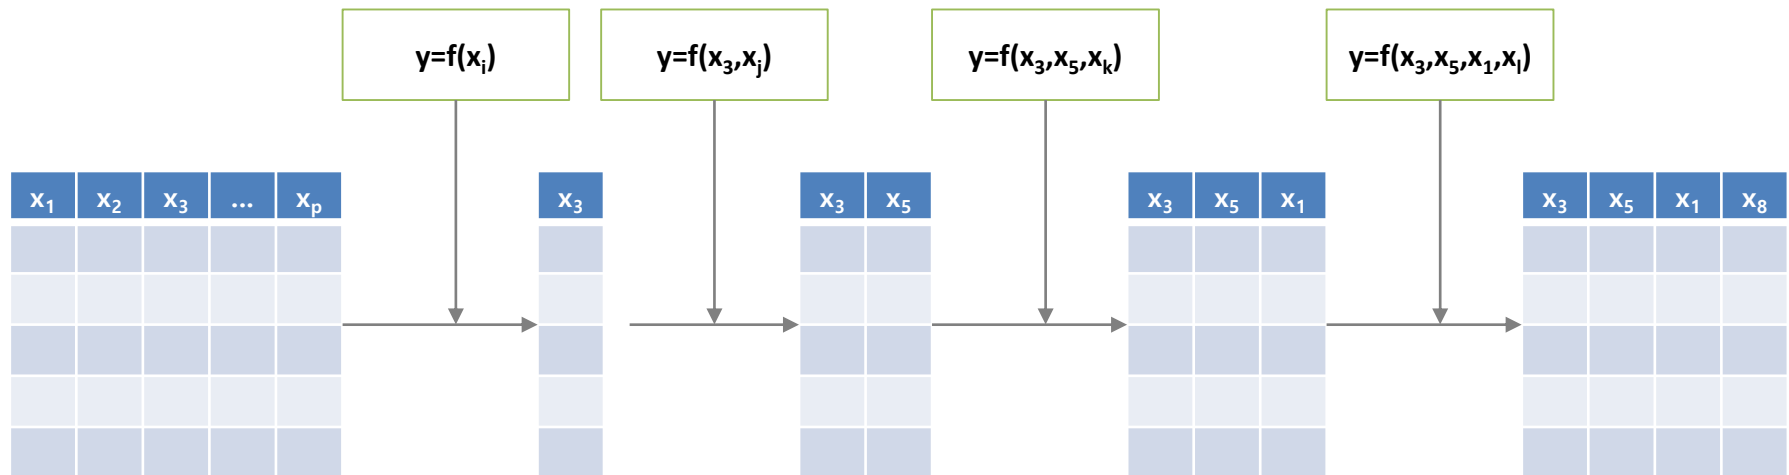 y=f(xᵢ)
y=f(x₃,xⱼ)
y=f(x₃,x₅,xₖ)
y=f(x₃,x₅,x₁,xₗ)
x₁ x₂ x₃ ... xₚ
x₃
x₃ x₅
x₃ x₅ x₁
x₃ x₅ x₁ x₈